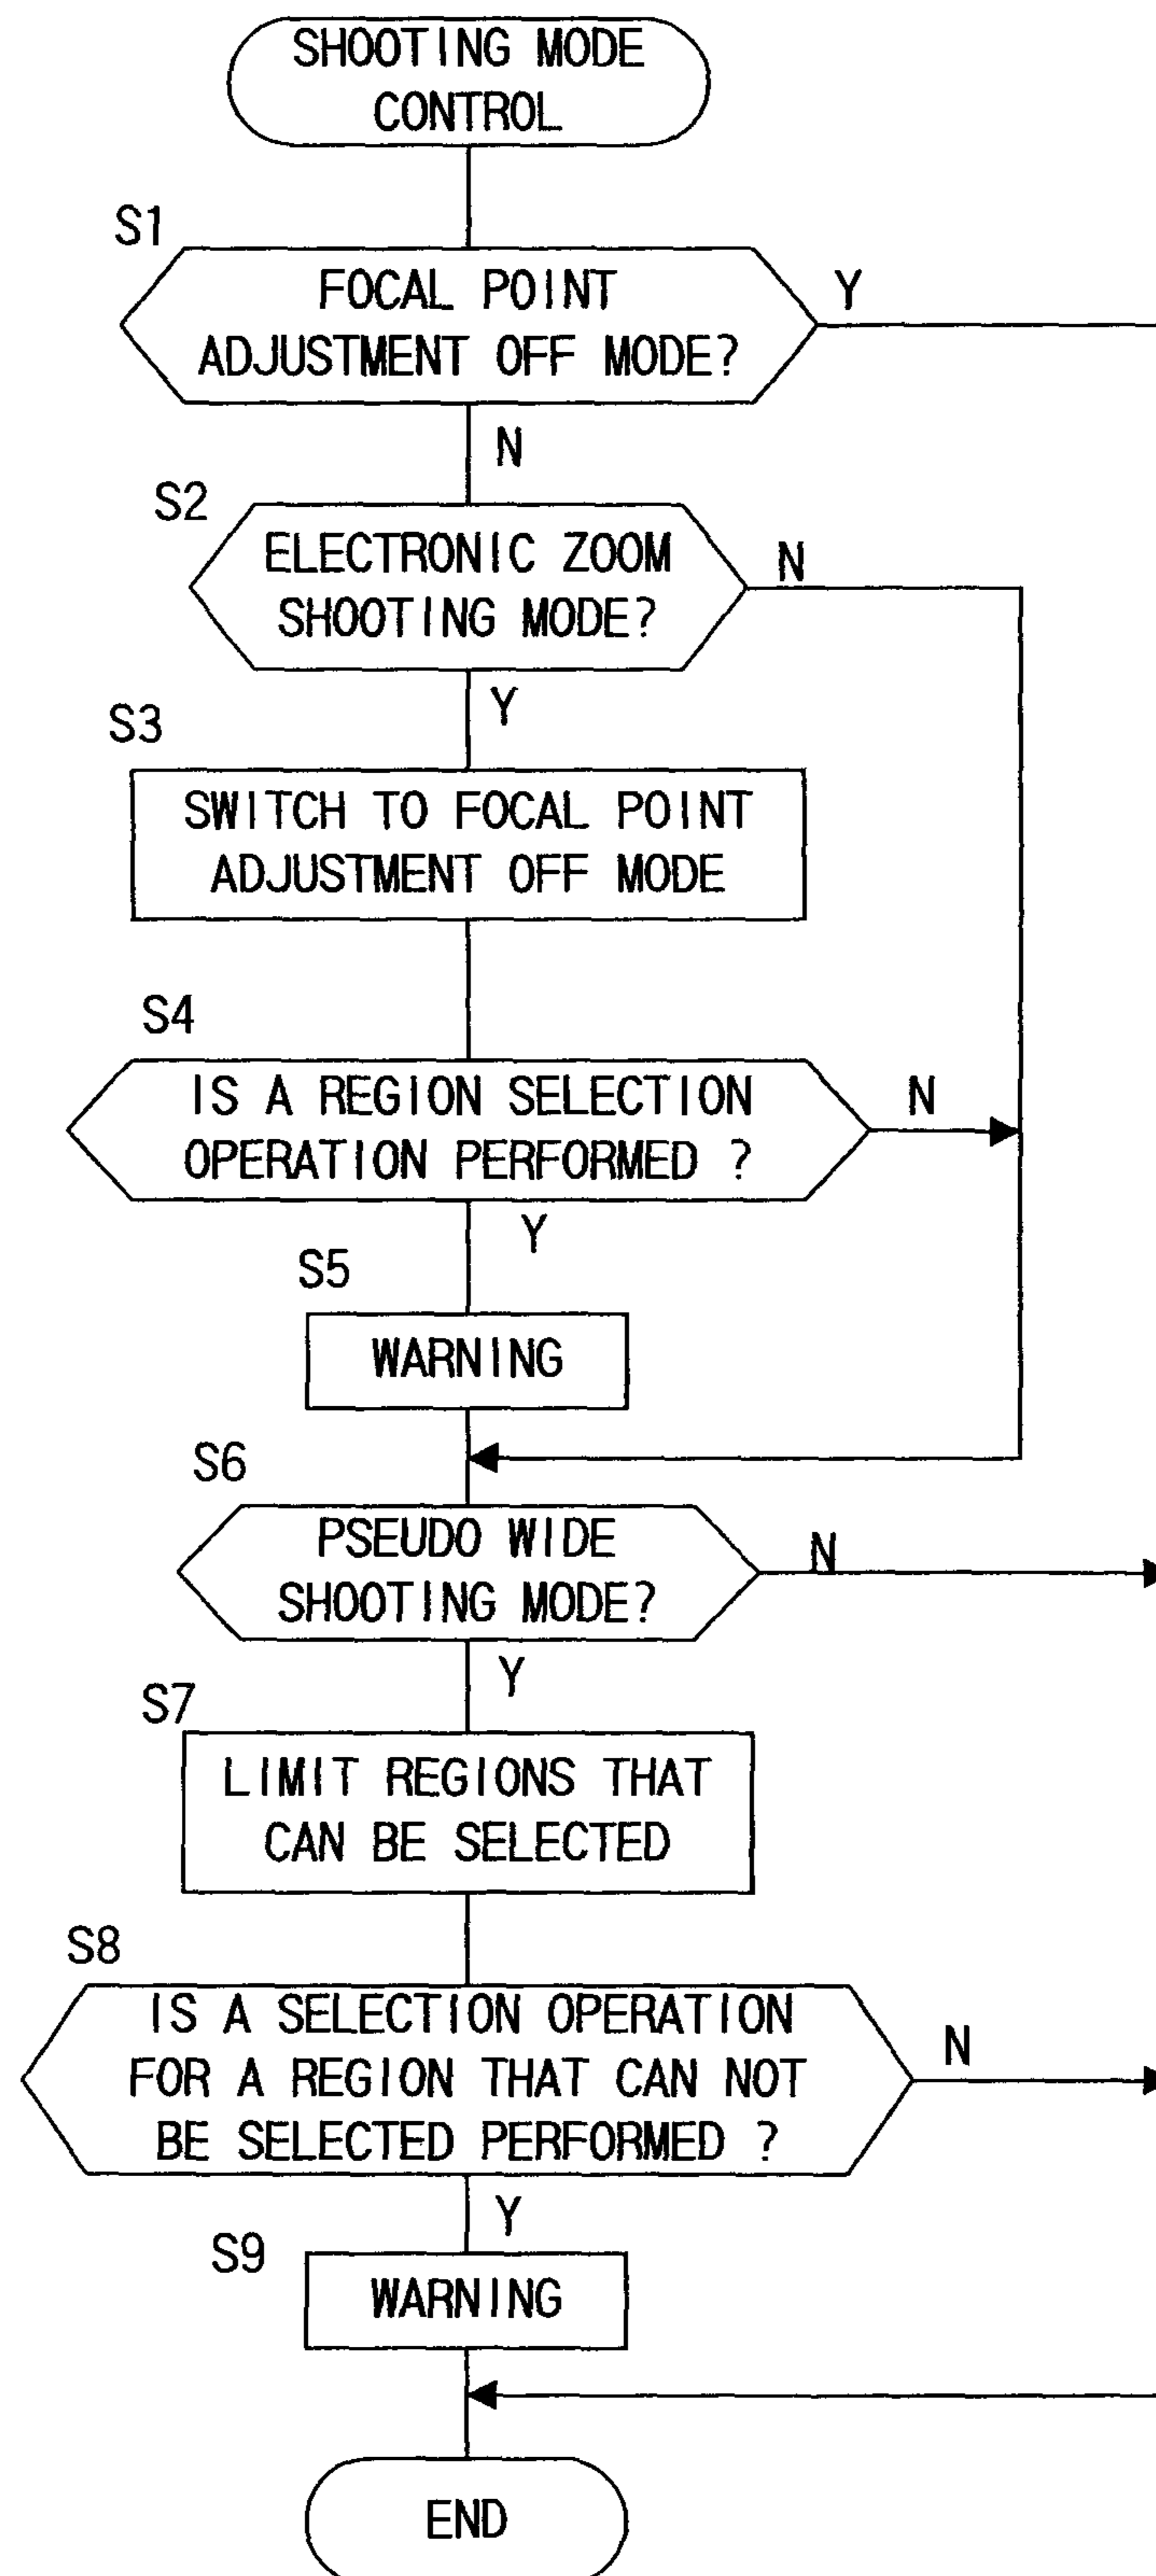 SHOOTING MODE
CONTROL
S1
FOCAL POINT
ADJUSTMENT OFF MODE?
Y
N
S2
ELECTRONIC ZOOM
SHOOTING MODE?
N
Y
S3
SWITCH TO FOCAL POINT
ADJUSTMENT OFF MODE
S4
IS A REGION SELECTION
OPERATION PERFORMED ?
N
Y
S5
WARNING
S6
PSEUDO WIDE
SHOOTING MODE?
N
Y
S7
LIMIT REGIONS THAT
CAN BE SELECTED
S8
IS A SELECTION OPERATION
FOR A REGION THAT CAN NOT
BE SELECTED PERFORMED ?
N
Y
S9
WARNING
END